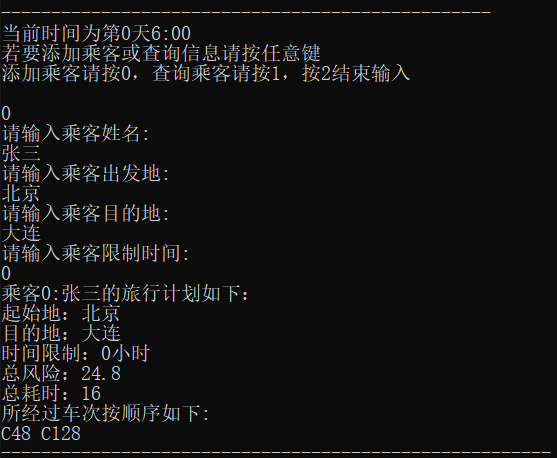 -------------------------------------------------
当前时间为第0天6:00
若要添加乘客或查询信息请按任意键
添加乘客请按0，查询乘客请按1，按2结束输入
0
请输入乘客姓名:
张三
请输入乘客出发地:
北京
请输入乘客目的地:
大连
请输入乘客限制时间:
0
乘客0:张三的旅行计划如下：
起始地：北京
目的地：大连
时间限制：0小时
总风险：24.8
总耗时：16
所经过车次按顺序如下:
C48 C128
-------------------------------------------------------